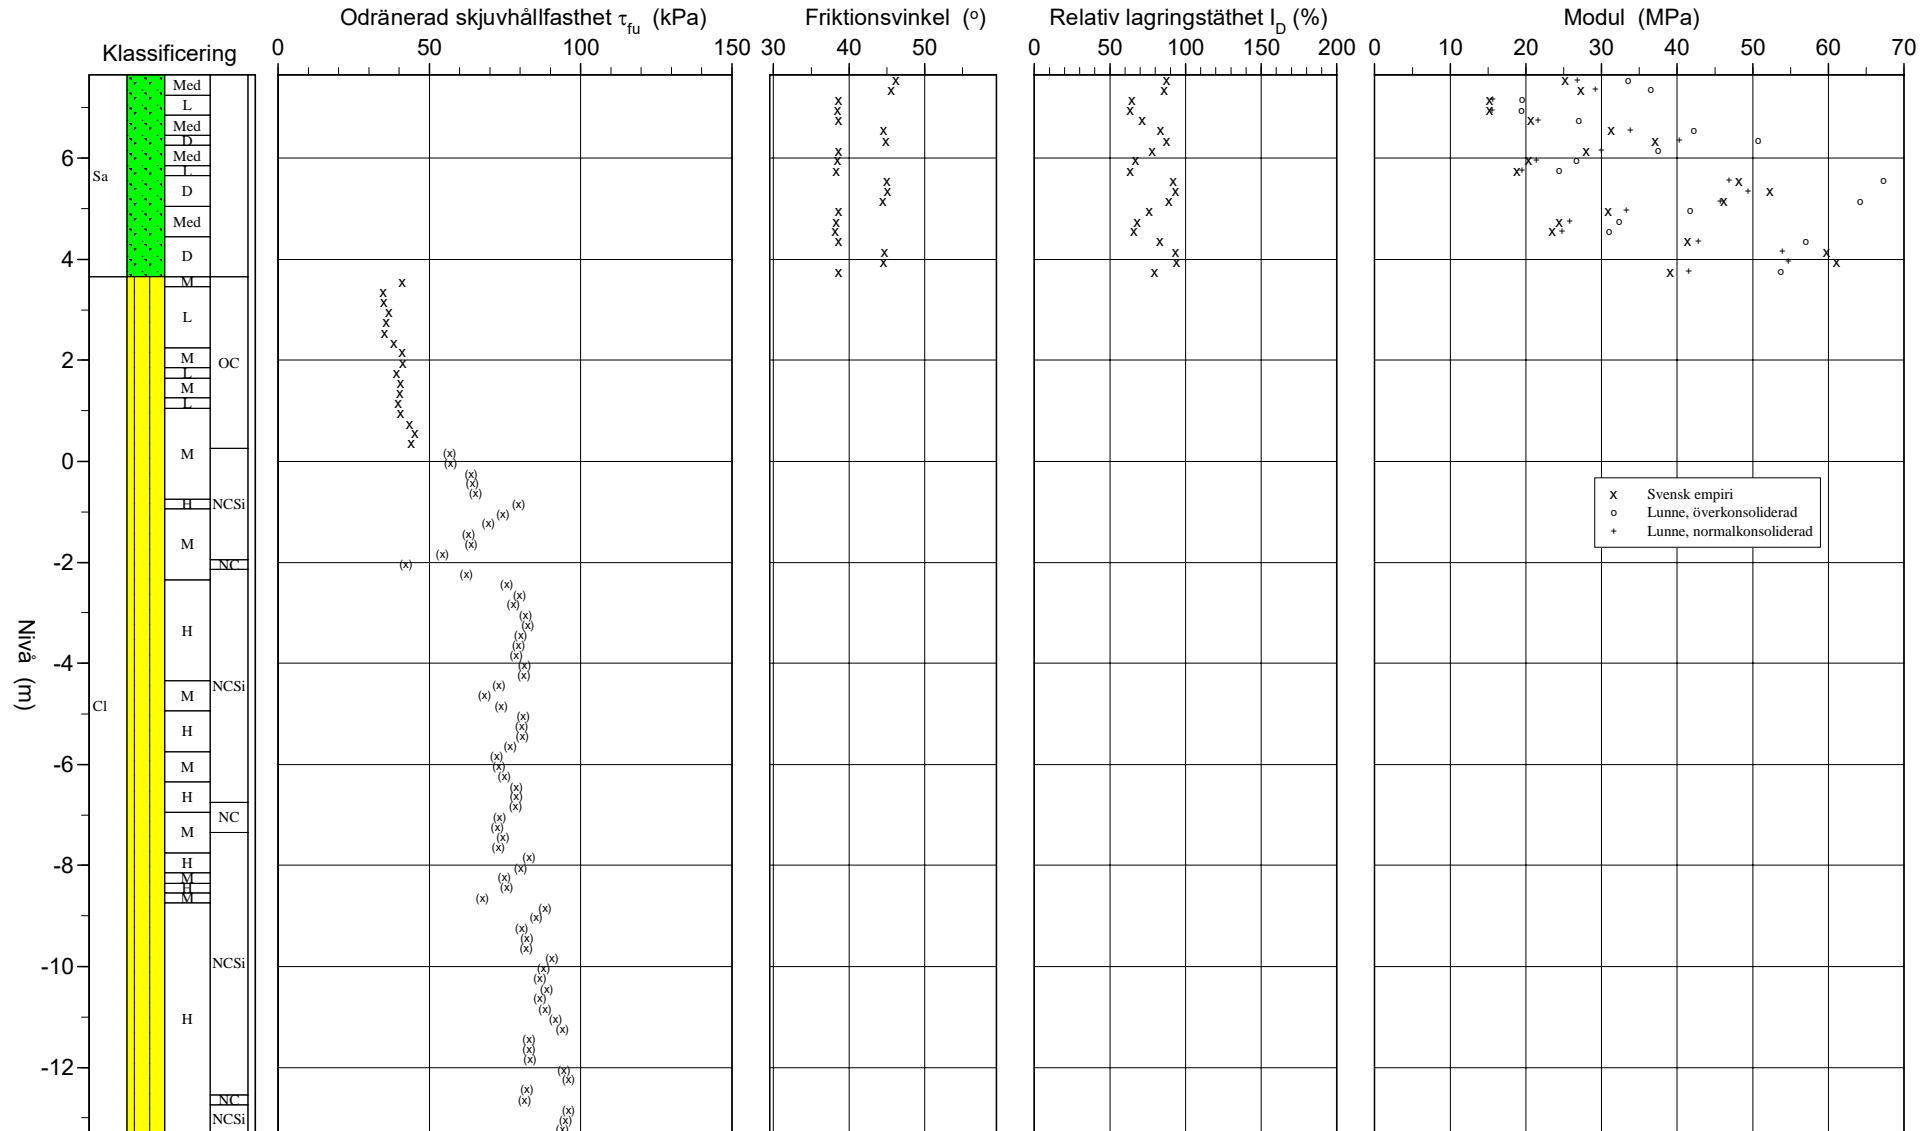 Odränerad skjuvhållfasthet τfu (kPa)
Friktionsvinkel (o)
Relativ lagringstäthet ID (%)
Modul (MPa)
Klassificering
0 50 100 150
30 40 50
0 50 100 150 200
0 10 20 30 40 50 60 70
Nivå (m)
6
4
2
0
-2
-4
-6
-8
-10
-12
Sa
Cl
Med
L
Med
D
Med
L
D
Med
D
M
L
M
L
M
L
M
H
M
H
M
H
M
H
M
H
M
H
M
H
OC
NCSi
NC
NCSi
NC
NCSi
NC
NCSi
x Svensk empiri
o Lunne, överkonsoliderad
+ Lunne, normalkonsoliderad